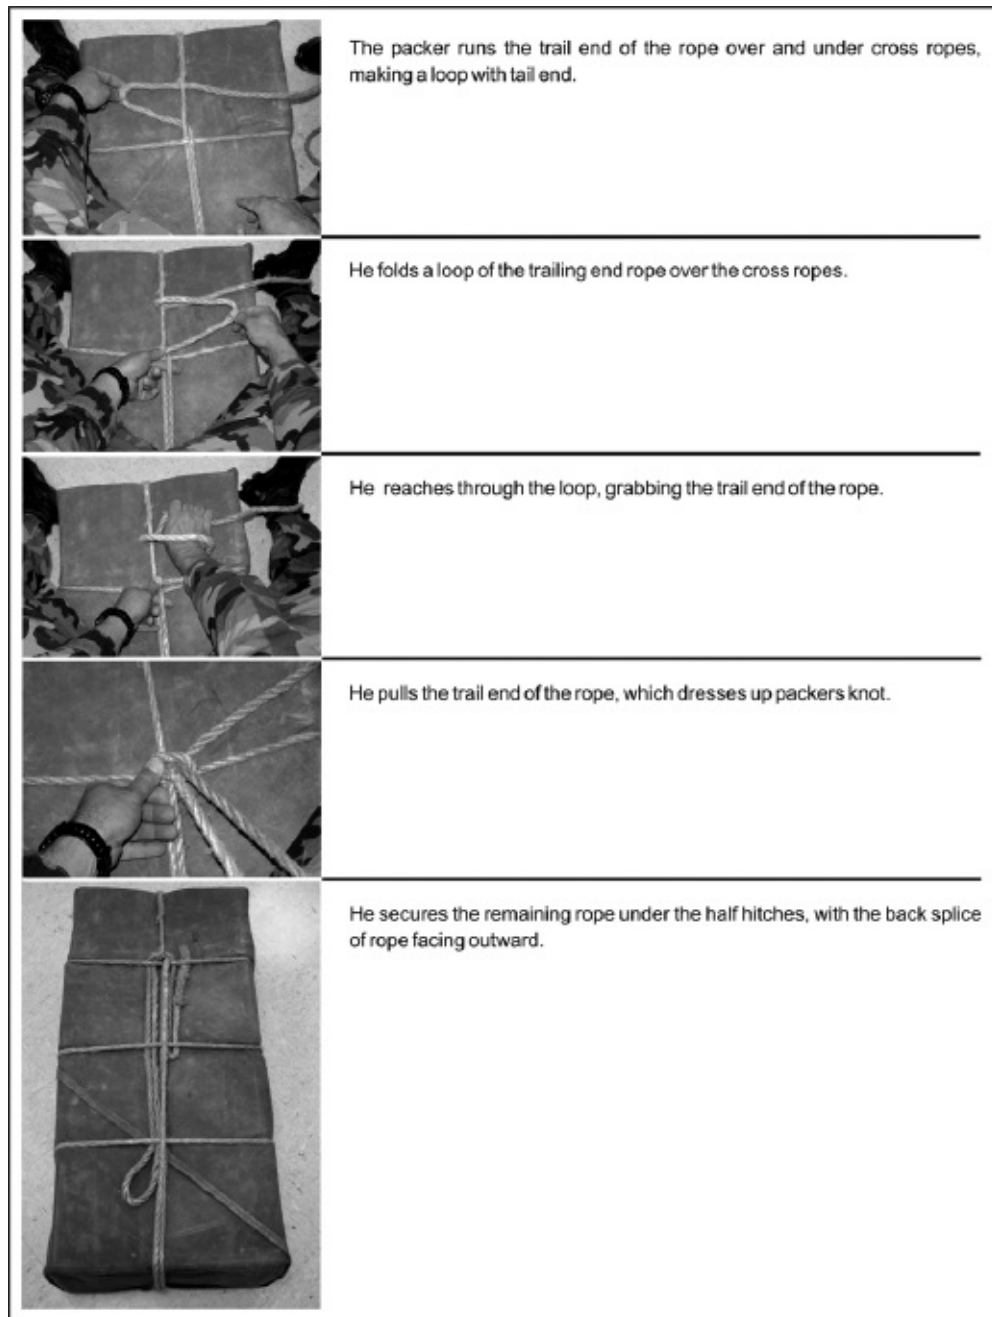 The packer runs the trail end of the rope over and under cross ropes,
making a loop with tail end.
He folds a loop of the trailing end rope over the cross ropes.
He reaches through the loop, grabbing the trail end of the rope.
He pulls the trail end of the rope, which dresses up packers knot.
He secures the remaining rope under the half hitches, with the back splice
of rope facing outward.